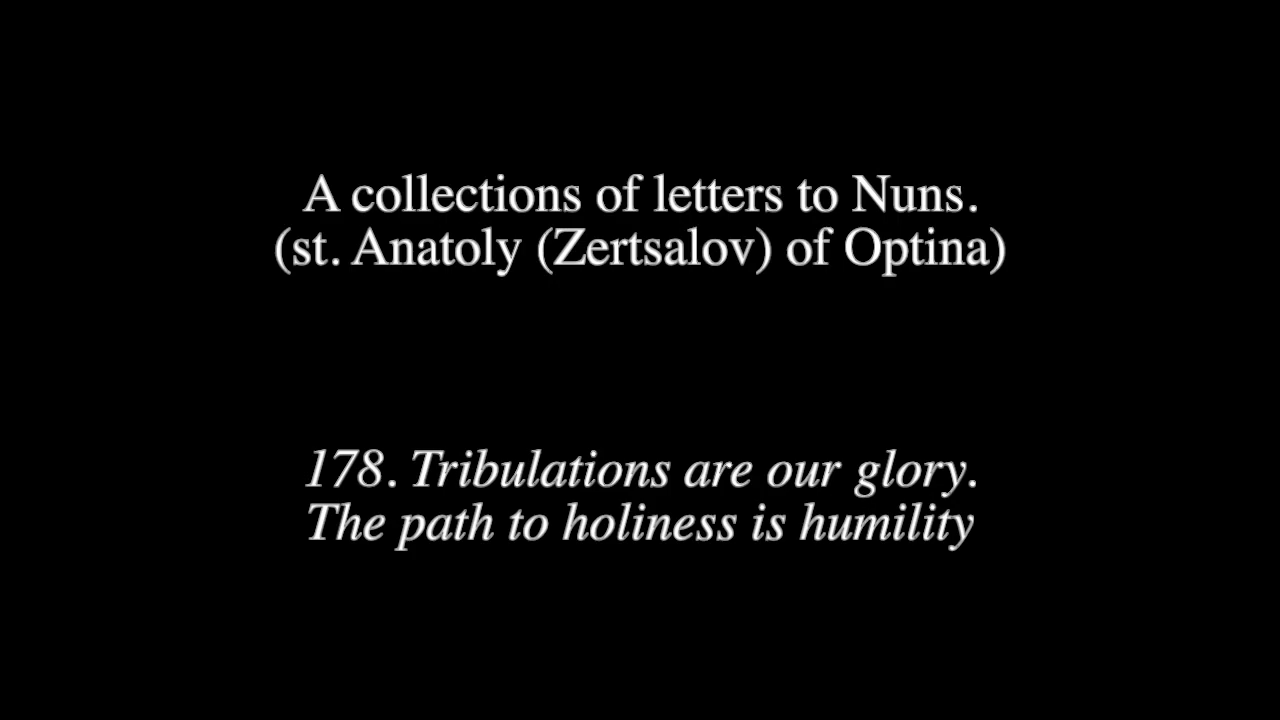 A collections of letters to Nuns.
(st. Anatoly (Zertsalov) of Optina)
178. Tribulations are our glory.
The path to holiness is humility